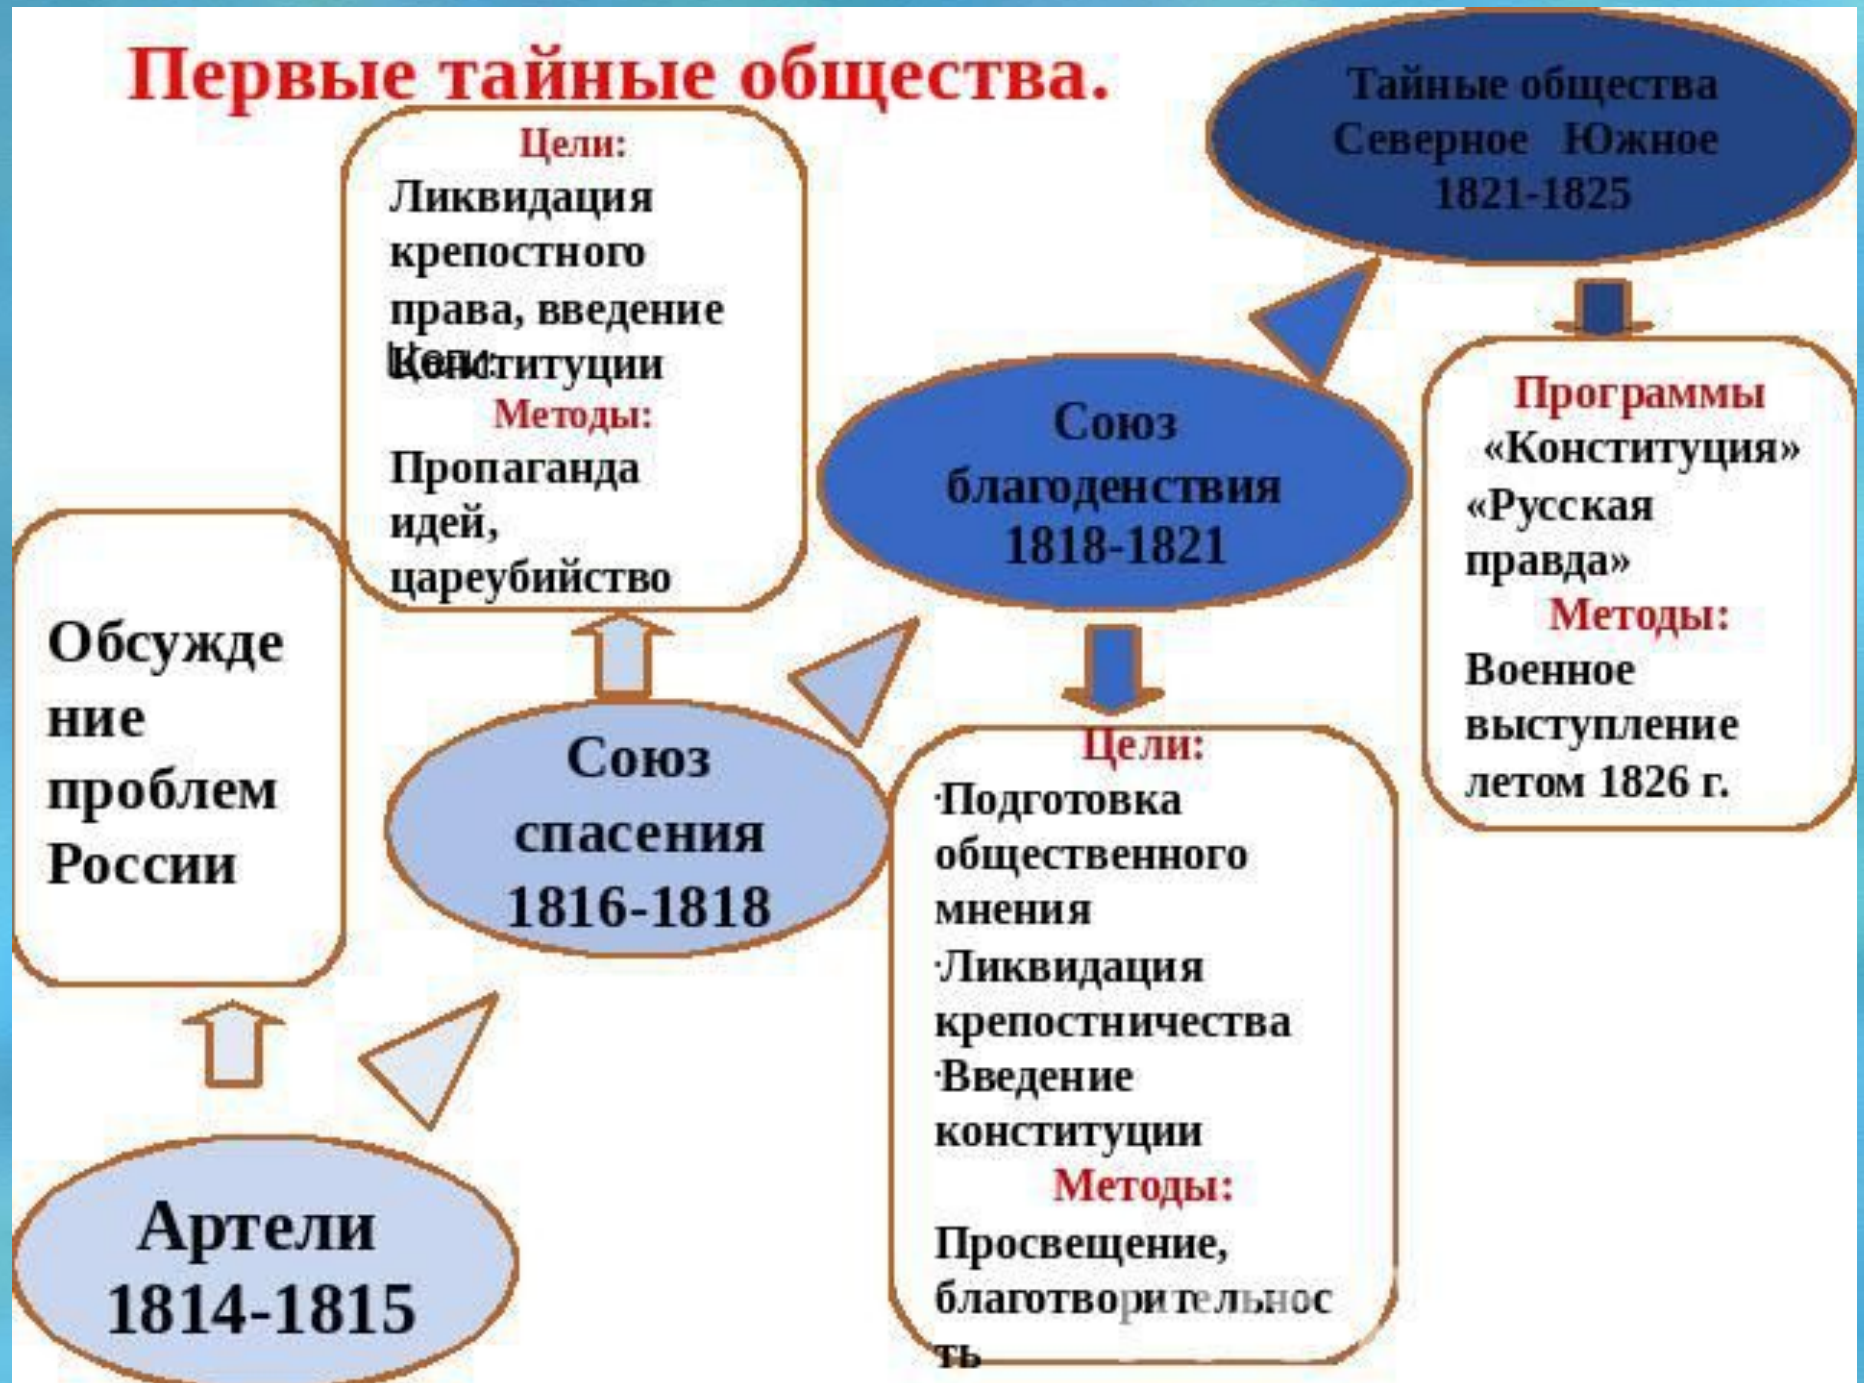 Первые тайные общества.
Тайные общества
Северное Южное
1821-1825
Цели:
Ликвидация
крепостного
права, введение
Конституции
Методы:
Пропаганда
идей,
цареубийство
Союз
благоденствия
1818-1821
Программы
«Конституция»
«Русская
правда»
Методы:
Военное
выступление
летом 1826 г.
Обсужде
ние
проблем
России
Союз
спасения
1816-1818
Цели:
·Подготовка
общественного
мнения
·Ликвидация
крепостничества
·Введение
конституции
Методы:
Просвещение,
благотворительнос
ть
Артели
1814-1815